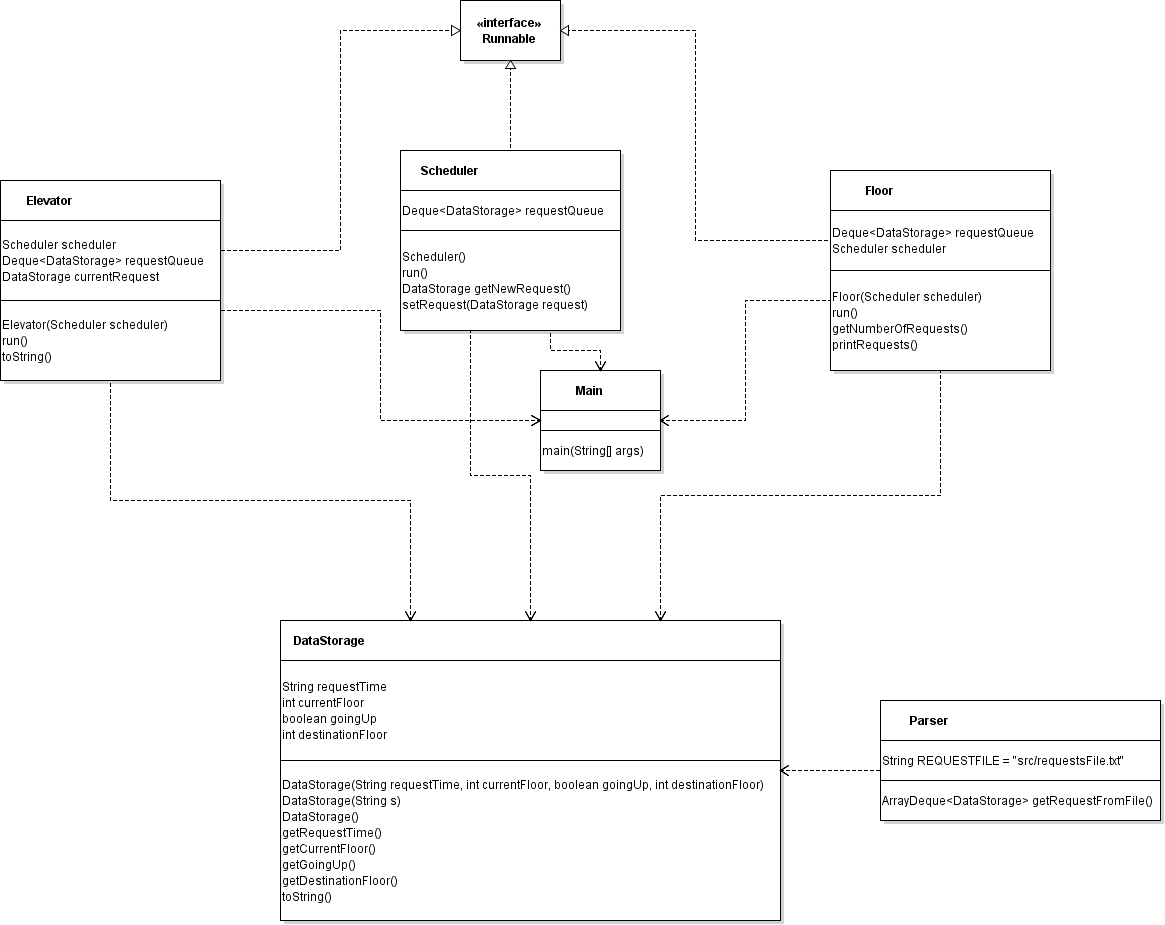 «interface»
Runnable
Scheduler
Deque<DataStorage> requestQueue
Scheduler()
run()
DataStorage getNewRequest()
setRequest(DataStorage request)
Elevator
Scheduler scheduler
Deque<DataStorage> requestQueue
DataStorage currentRequest
Elevator(Scheduler scheduler)
run()
toString()
Floor
Deque<DataStorage> requestQueue
Scheduler scheduler
Floor(Scheduler scheduler)
run()
getNumberOfRequests()
printRequests()
Main
main(String[] args)
DataStorage
String requestTime
int currentFloor
boolean goingUp
int destinationFloor
DataStorage(String requestTime, int currentFloor, boolean goingUp, int destinationFloor)
DataStorage(String s)
DataStorage()
getRequestTime()
getCurrentFloor()
getGoingUp()
getDestinationFloor()
toString()
Parser
String REQUESTFILE = "src/requestsFile.txt"
ArrayDeque<DataStorage> getRequestFromFile()